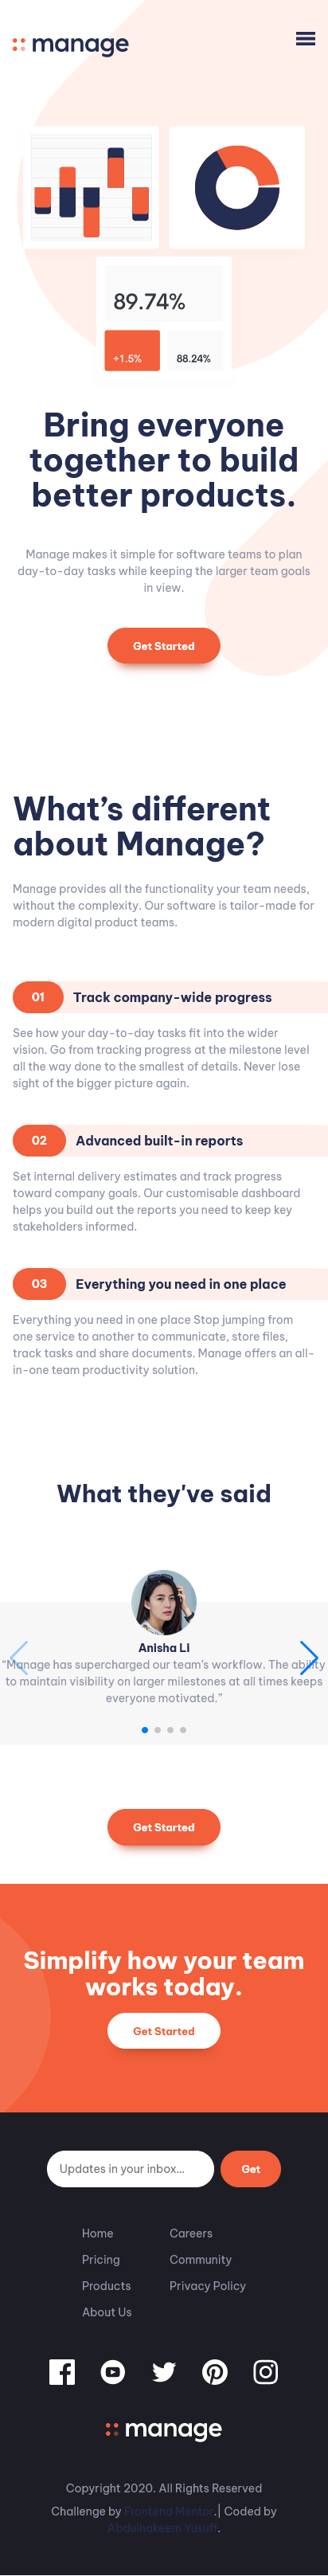 manage
89.74%
+1.5%
88.24%
Bring everyone
together to build
better products.
Manage makes it simple for software teams to plan
day-to-day tasks while keeping the larger team goals
in view.
Get Started
What’s different
about Manage?
Manage provides all the functionality your team needs,
without the complexity. Our software is tailor-made for
modern digital product teams.
01 Track company-wide progress
See how your day-to-day tasks fit into the wider
vision. Go from tracking progress at the milestone level
all the way done to the smallest of details. Never lose
sight of the bigger picture again.
02 Advanced built-in reports
Set internal delivery estimates and track progress
toward company goals. Our customisable dashboard
helps you build out the reports you need to keep key
stakeholders informed.
03 Everything you need in one place
Everything you need in one place Stop jumping from
one service to another to communicate, store files,
track tasks and share documents. Manage offers an all-
in-one team productivity solution.
What they've said
Anisha Li
“Manage has supercharged our team’s workflow. The ability
to maintain visibility on larger milestones at all times keeps
everyone motivated.”
Get Started
Simplify how your team
works today.
Get Started
Updates in your inbox...
Get
Home
Pricing
Products
About Us
Careers
Community
Privacy Policy
manage
Copyright 2020. All Rights Reserved
Challenge by Frontend Mentor.| Coded by
Abdulhakeem Yusuff.